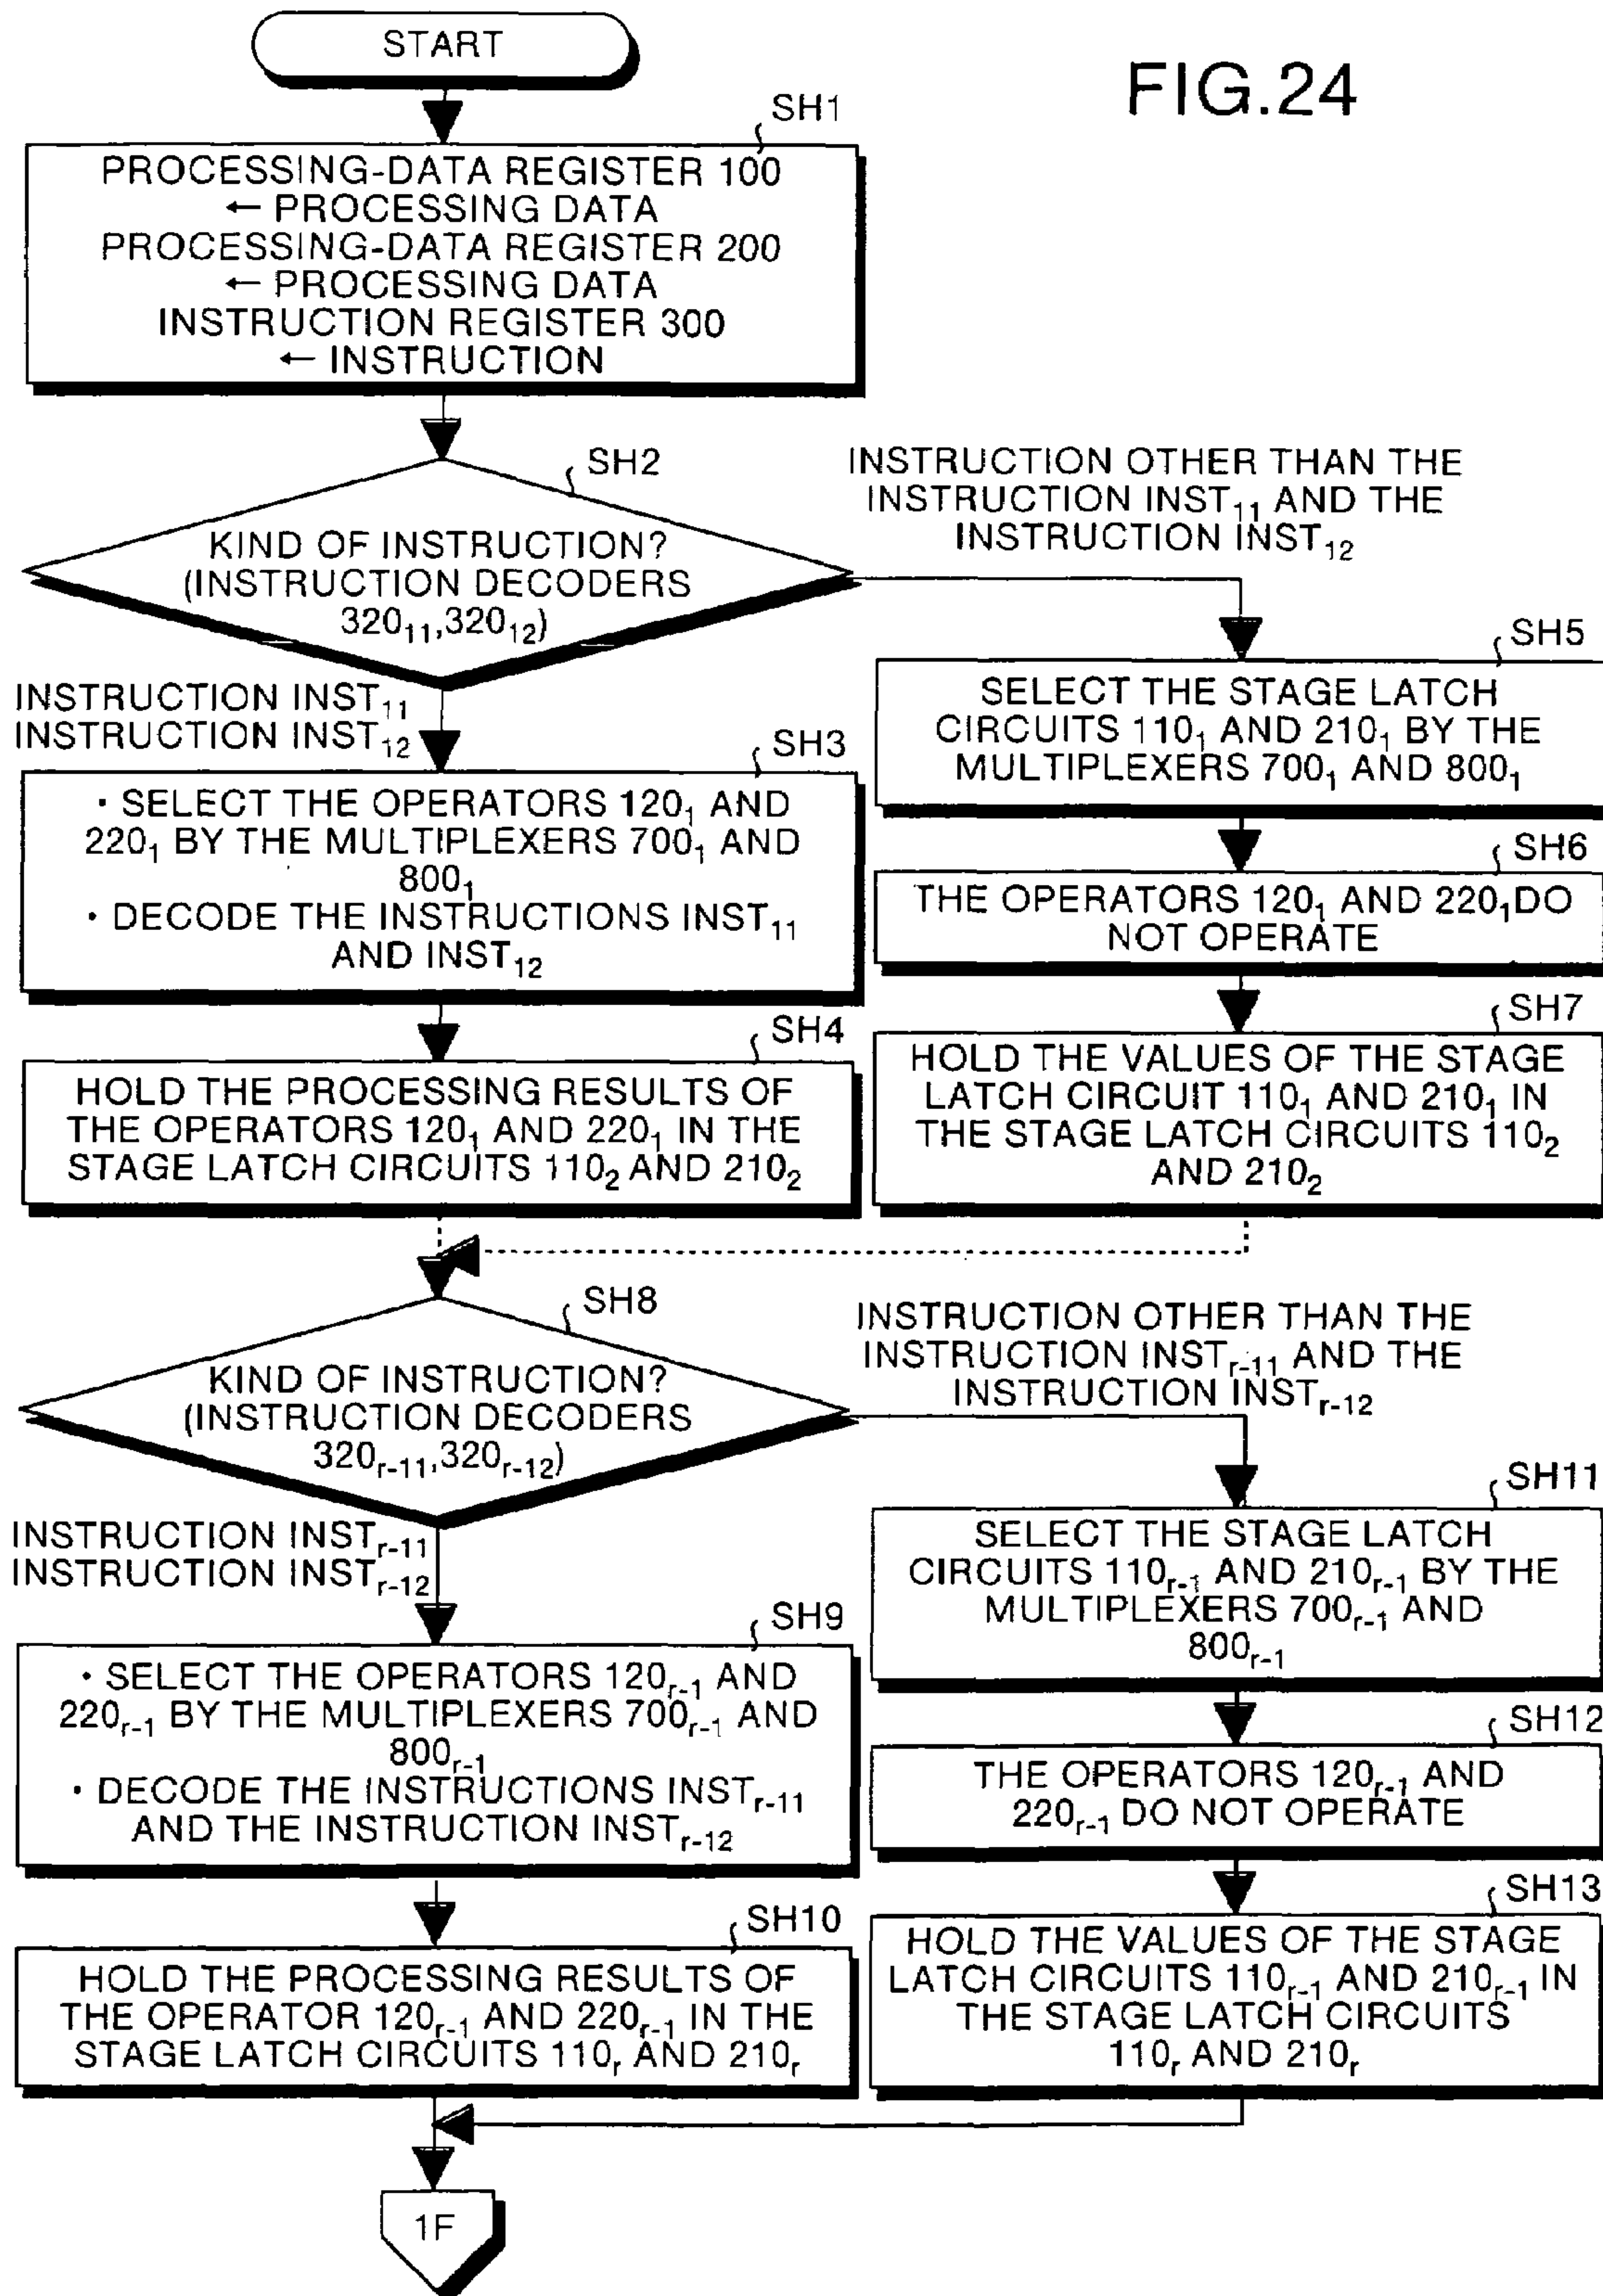 FIG.24
START
SH1
PROCESSING-DATA REGISTER 100
← PROCESSING DATA
PROCESSING-DATA REGISTER 200
← PROCESSING DATA
INSTRUCTION REGISTER 300
← INSTRUCTION
SH2
KIND OF INSTRUCTION?
(INSTRUCTION DECODERS
320₁₁,320₁₂)
INSTRUCTION OTHER THAN THE
INSTRUCTION INST₁₁ AND THE
INSTRUCTION INST₁₂
INSTRUCTION INST₁₁
INSTRUCTION INST₁₂
SH3
· SELECT THE OPERATORS 120₁ AND
220₁ BY THE MULTIPLEXERS 700₁ AND
800₁
· DECODE THE INSTRUCTIONS INST₁₁
AND INST₁₂
SH4
HOLD THE PROCESSING RESULTS OF
THE OPERATORS 120₁ AND 220₁ IN THE
STAGE LATCH CIRCUITS 110₂ AND 210₂
SH5
SELECT THE STAGE LATCH
CIRCUITS 110₁ AND 210₁ BY THE
MULTIPLEXERS 700₁ AND 800₁
SH6
THE OPERATORS 120₁ AND 220₁DO
NOT OPERATE
SH7
HOLD THE VALUES OF THE STAGE
LATCH CIRCUIT 110₁ AND 210₁ IN
THE STAGE LATCH CIRCUITS 110₂
AND 210₂
SH8
KIND OF INSTRUCTION?
(INSTRUCTION DECODERS
320ᵣ₋₁₁,320ᵣ₋₁₂)
INSTRUCTION OTHER THAN THE
INSTRUCTION INSTᵣ₋₁₁ AND THE
INSTRUCTION INSTᵣ₋₁₂
INSTRUCTION INSTᵣ₋₁₁
INSTRUCTION INSTᵣ₋₁₂
SH9
· SELECT THE OPERATORS 120ᵣ₋₁ AND
220ᵣ₋₁ BY THE MULTIPLEXERS 700ᵣ₋₁ AND
800ᵣ₋₁
· DECODE THE INSTRUCTIONS INSTᵣ₋₁₁
AND THE INSTRUCTION INSTᵣ₋₁₂
SH10
HOLD THE PROCESSING RESULTS OF
THE OPERATOR 120ᵣ₋₁ AND 220ᵣ₋₁ IN THE
STAGE LATCH CIRCUITS 110ᵣ AND 210ᵣ
SH11
SELECT THE STAGE LATCH
CIRCUITS 110ᵣ₋₁ AND 210ᵣ₋₁ BY THE
MULTIPLEXERS 700ᵣ₋₁ AND
800ᵣ₋₁
SH12
THE OPERATORS 120ᵣ₋₁ AND
220ᵣ₋₁ DO NOT OPERATE
SH13
HOLD THE VALUES OF THE STAGE
LATCH CIRCUITS 110ᵣ₋₁ AND 210ᵣ₋₁ IN
THE STAGE LATCH CIRCUITS
110ᵣ AND 210ᵣ
1F